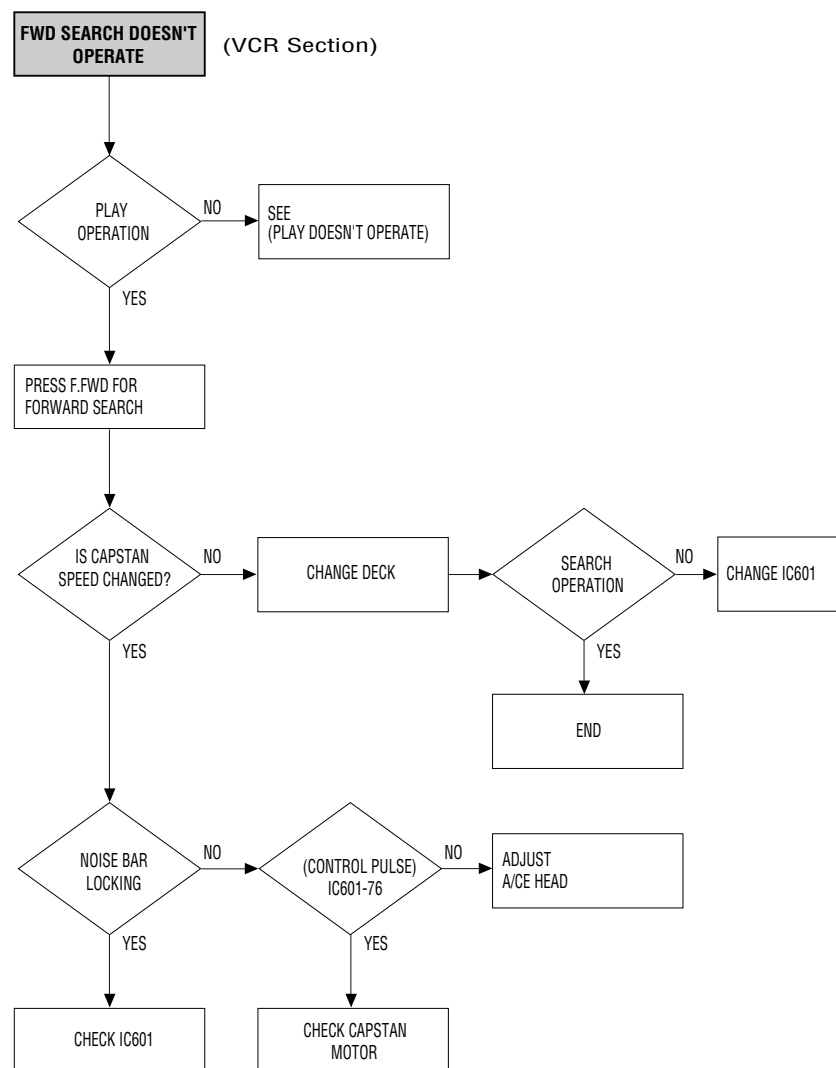 FWD SEARCH DOESN'T
OPERATE
(VCR Section)
PLAY
OPERATION
NO
SEE
(PLAY DOESN'T OPERATE)
YES
PRESS F.FWD FOR
FORWARD SEARCH
IS CAPSTAN
SPEED CHANGED?
NO
CHANGE DECK
SEARCH
OPERATION
NO
CHANGE IC601
YES
YES
END
NOISE BAR
LOCKING
NO
(CONTROL PULSE)
IC601-76
NO
ADJUST
A/CE HEAD
YES
YES
CHECK IC601
CHECK CAPSTAN
MOTOR